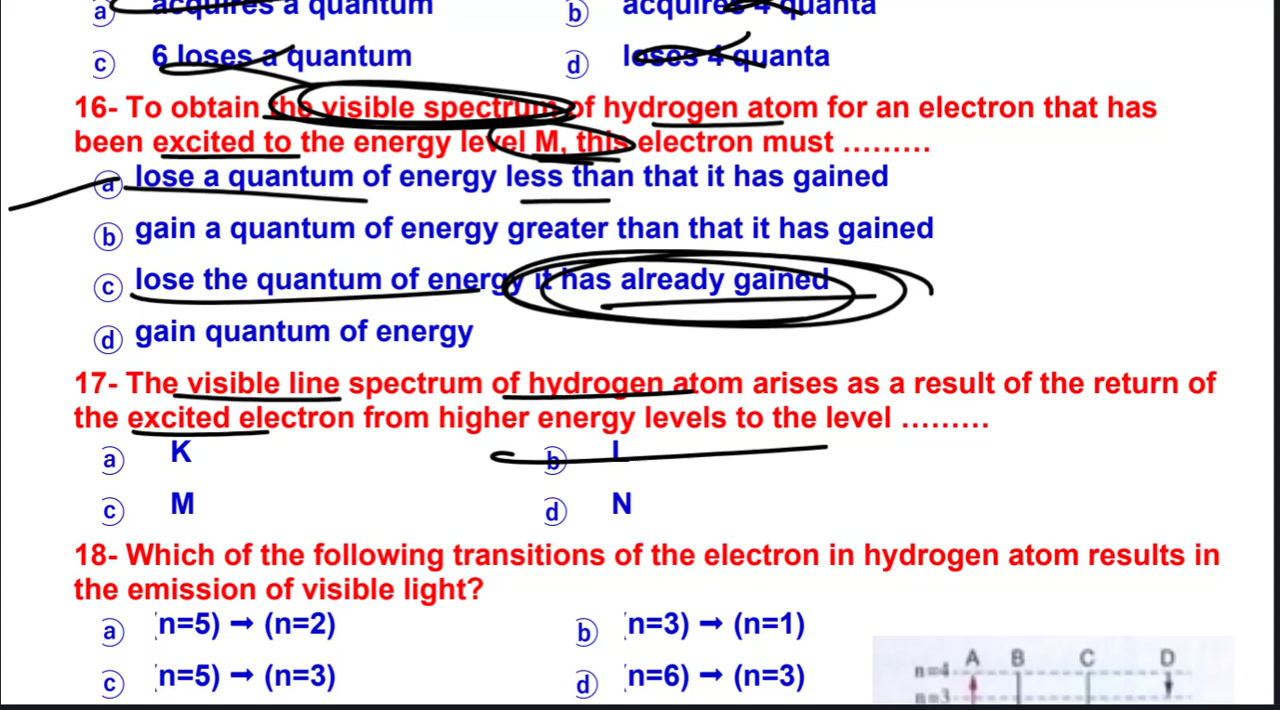 a acquires a quantum b acquires 4 quanta
c 6 loses a quantum d loses 4 quanta
16- To obtain the visible spectrum of hydrogen atom for an electron that has
been excited to the energy level M, this electron must .........
a lose a quantum of energy less than that it has gained
b gain a quantum of energy greater than that it has gained
c lose the quantum of energy it has already gained
d gain quantum of energy
17- The visible line spectrum of hydrogen atom arises as a result of the return of
the excited electron from higher energy levels to the level .........
a K b L
c M d N
18- Which of the following transitions of the electron in hydrogen atom results in
the emission of visible light?
a (n=5) → (n=2) b (n=3) → (n=1)
c (n=5) → (n=3) d (n=6) → (n=3)
A B C D
n=4
n=3